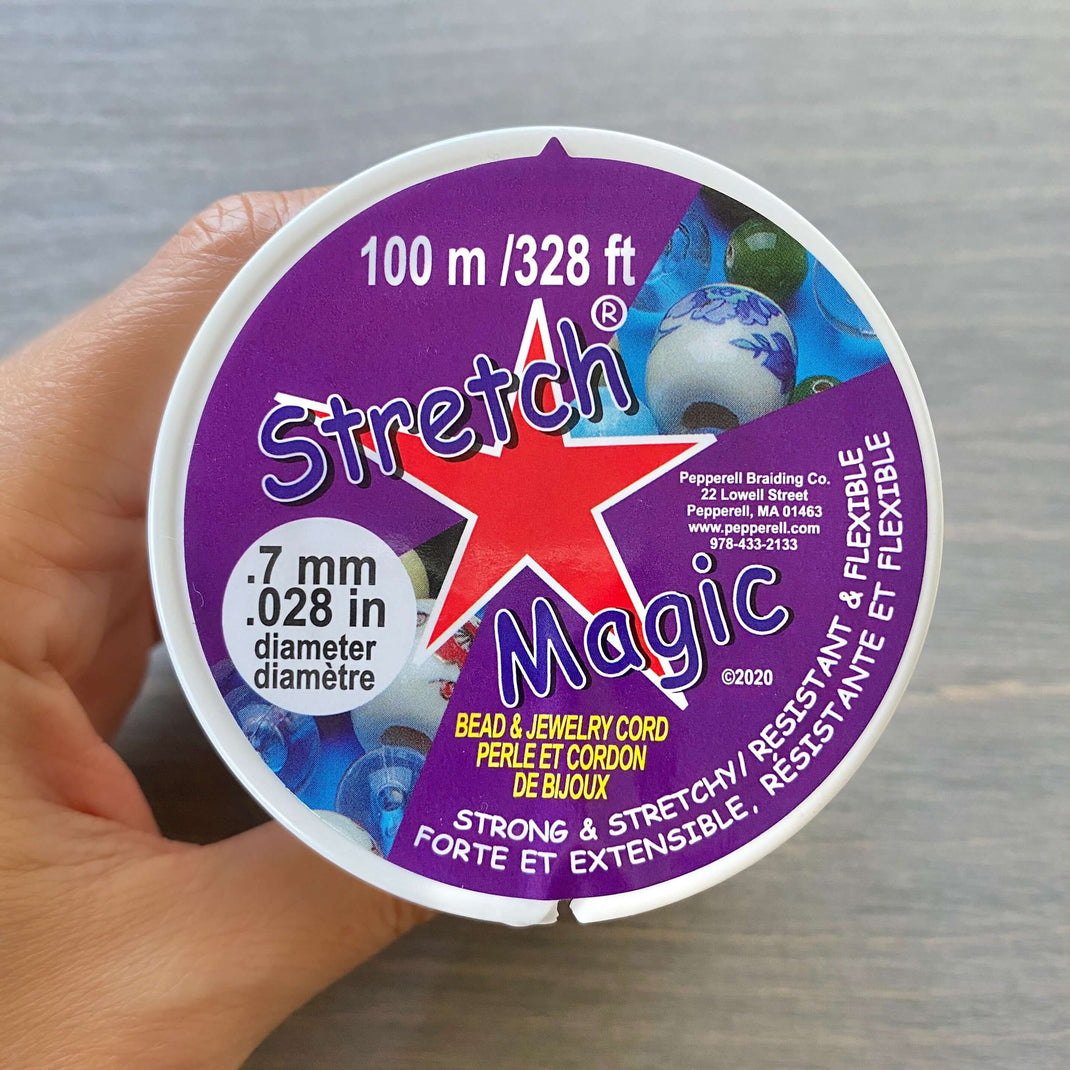 100 m /328 ft
Stretch®
Pepperell Braiding Co.
22 Lowell Street
Pepperell, MA 01463
www.pepperell.com
978-433-2133
.7 mm
.028 in
diameter
diamètre
Magic
©2020
BEAD & JEWELRY CORD
PERLE ET CORDON
DE BIJOUX
STRONG & STRETCHY/ RESISTANT & FLEXIBLE
FORTE ET EXTENSIBLE, RÉSISTANTE ET FLEXIBLE